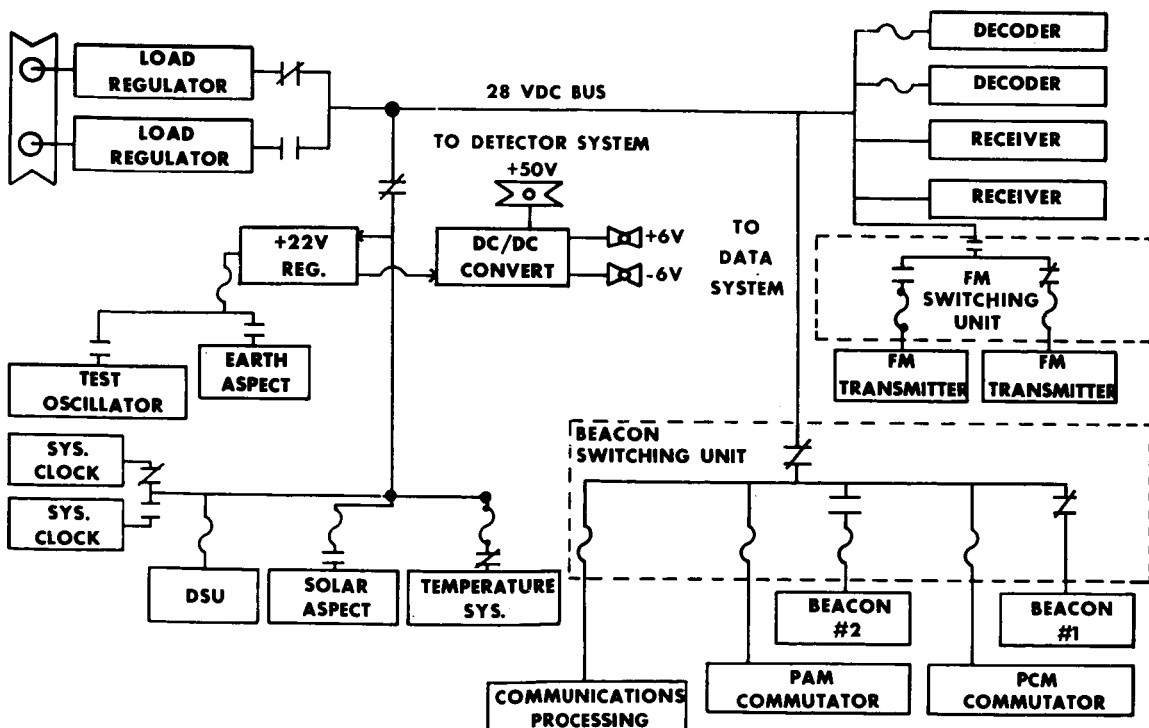 LOAD
REGULATOR
LOAD
REGULATOR
28 VDC BUS
DECODER
DECODER
RECEIVER
RECEIVER
TO DETECTOR SYSTEM
+50V
+22V
REG.
DC/DC
CONVERT
+6V
-6V
TO
DATA
SYSTEM
FM
SWITCHING
UNIT
FM
TRANSMITTER
FM
TRANSMITTER
TEST
OSCILLATOR
EARTH
ASPECT
SYS.
CLOCK
SYS.
CLOCK
DSU
SOLAR
ASPECT
TEMPERATURE
SYS.
BEACON
SWITCHING UNIT
BEACON
#2
BEACON
#1
COMMUNICATIONS
PROCESSING
PAM
COMMUTATOR
PCM
COMMUTATOR